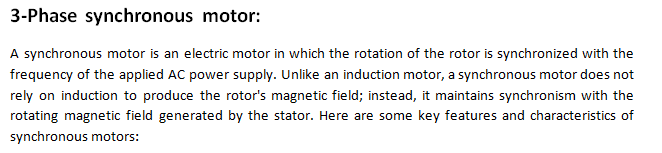 3-Phase synchronous motor:
A synchronous motor is an electric motor in which the rotation of the rotor is synchronized with the
frequency of the applied AC power supply. Unlike an induction motor, a synchronous motor does not
rely on induction to produce the rotor's magnetic field; instead, it maintains synchronism with the
rotating magnetic field generated by the stator. Here are some key features and characteristics of
synchronous motors: